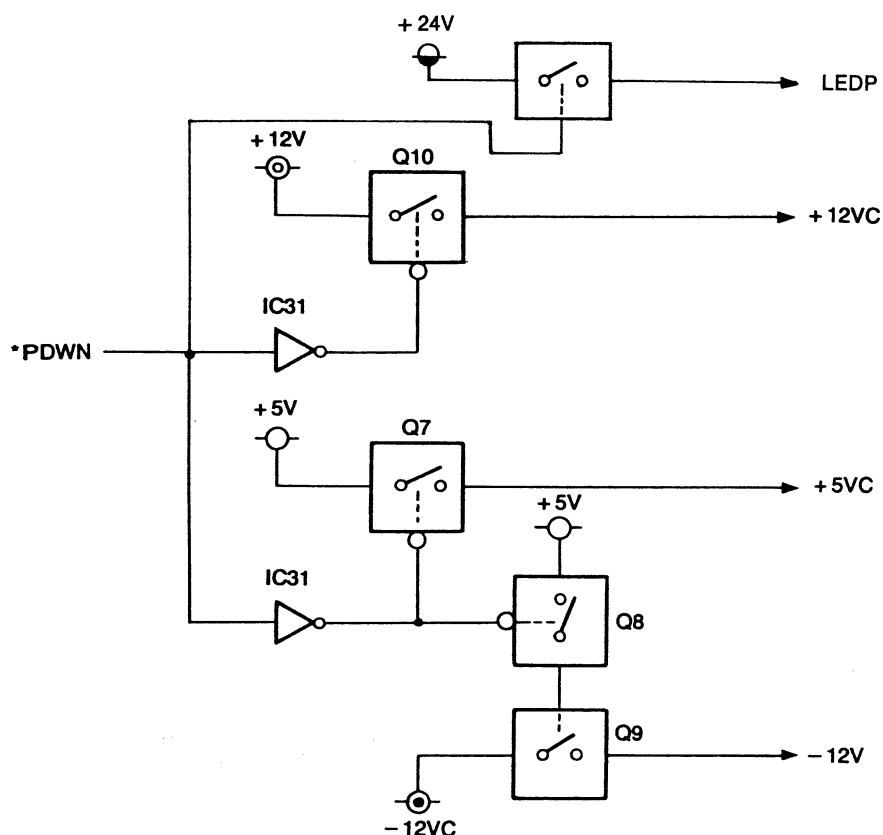 + 24V
LEDP
+ 12V
Q10
+ 12VC
IC31
*PDWN
+ 5V
Q7
+ 5VC
+ 5V
IC31
Q8
Q9
− 12V
− 12VC